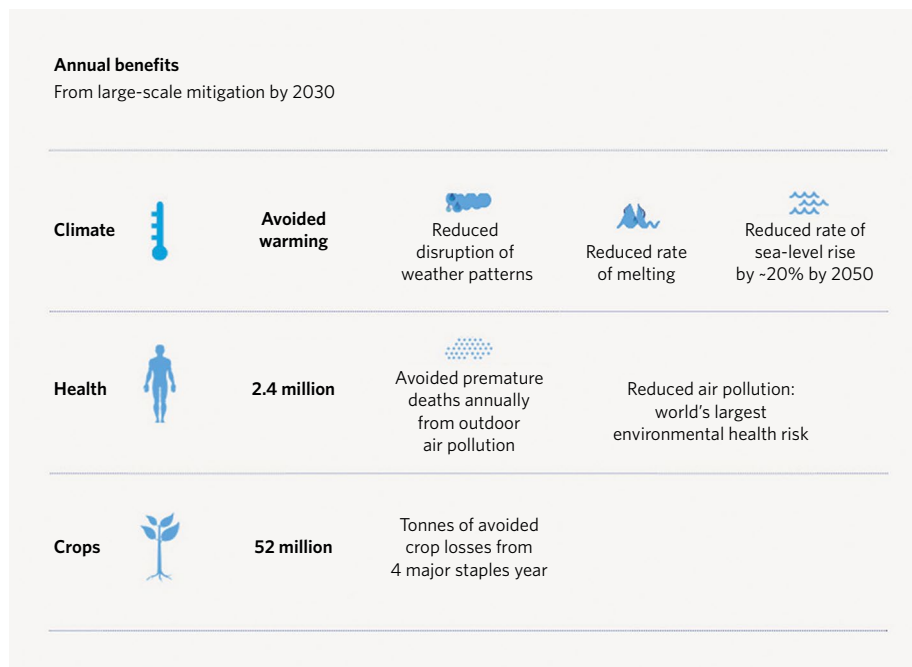 Annual benefits
From large-scale mitigation by 2030
Climate
Avoided
warming
Reduced
disruption of
weather patterns
Reduced rate
of melting
Reduced rate of
sea-level rise
by ~20% by 2050
Health
2.4 million
Avoided premature
deaths annually
from outdoor
air pollution
Reduced air pollution:
world's largest
environmental health risk
Crops
52 million
Tonnes of avoided
crop losses from
4 major staples year